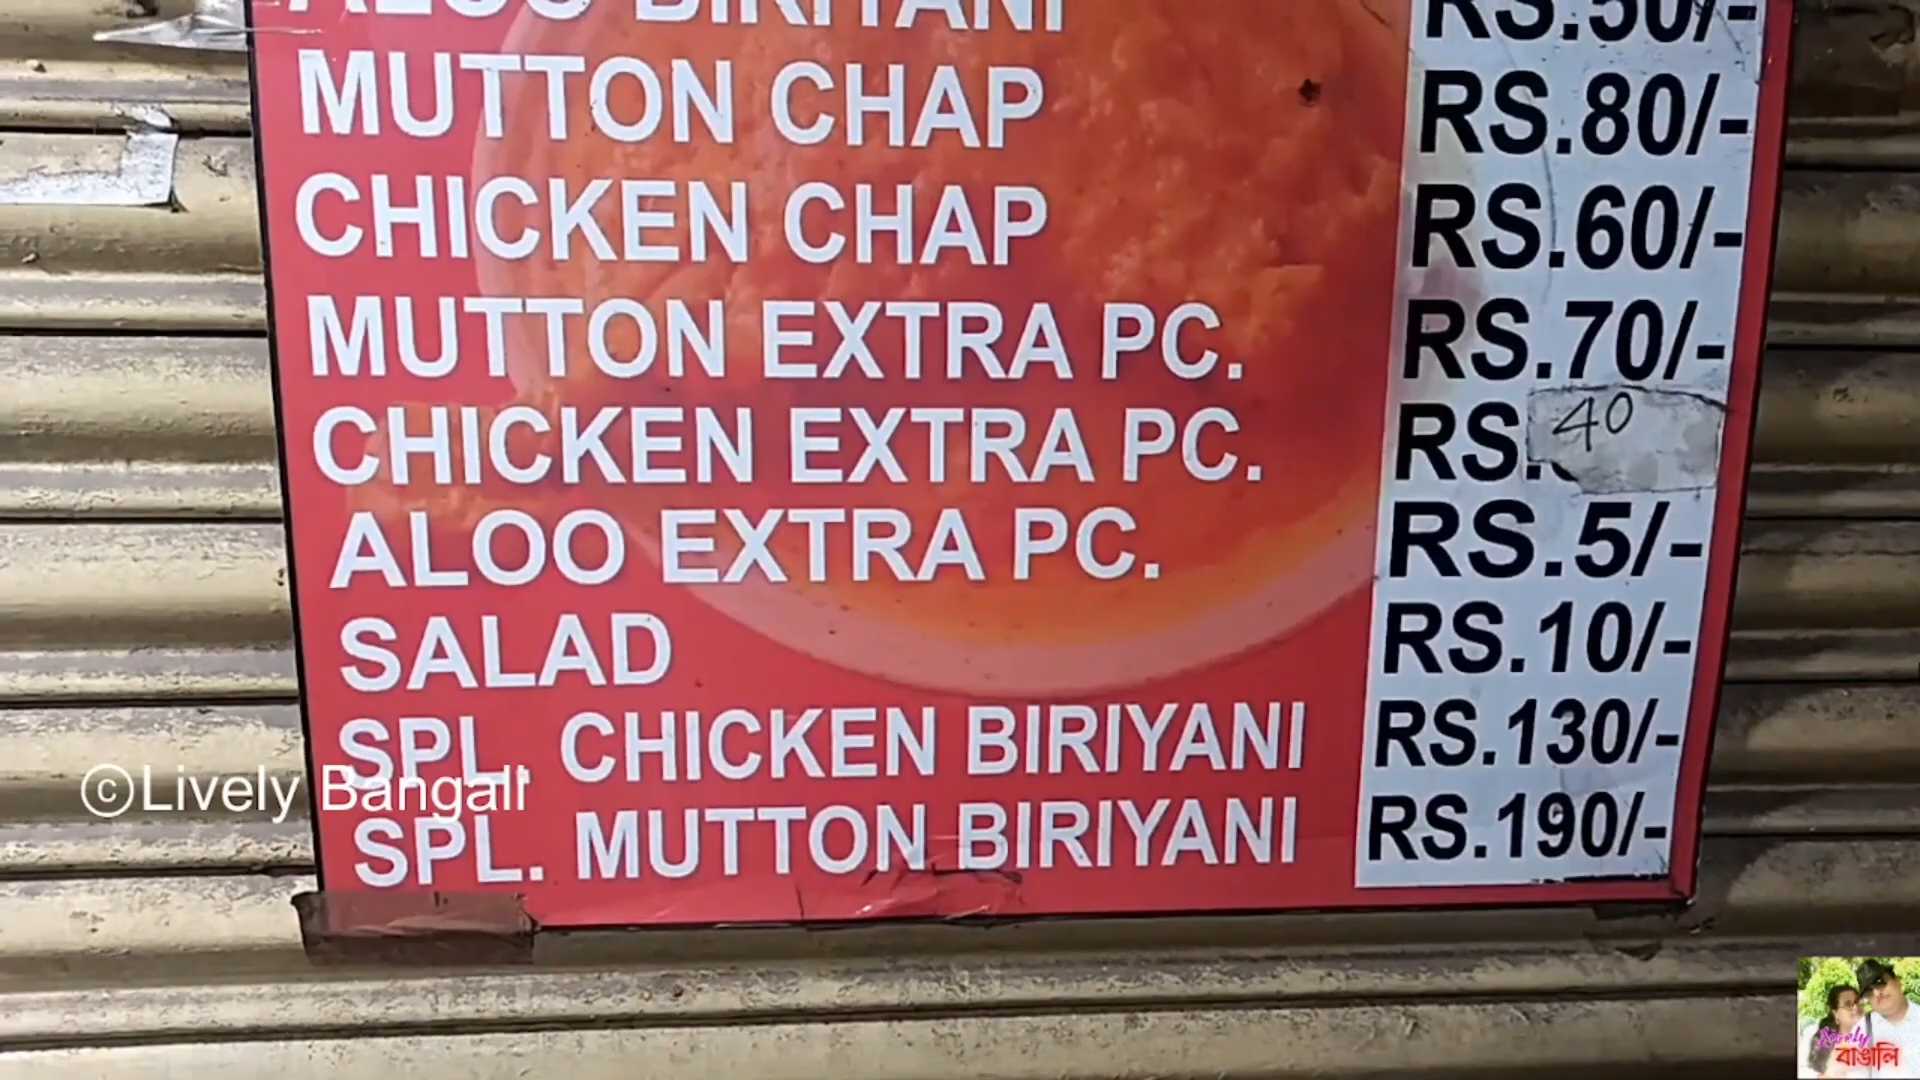 ALOO BIRIYANI RS.50/-
MUTTON CHAP RS.80/-
CHICKEN CHAP RS.60/-
MUTTON EXTRA PC. RS.70/-
CHICKEN EXTRA PC. RS. 40
ALOO EXTRA PC. RS.5/-
SALAD RS.10/-
SPL. CHICKEN BIRIYANI RS.130/-
©Lively Bangali
SPL. MUTTON BIRIYANI RS.190/-
Lively
বাঙালি